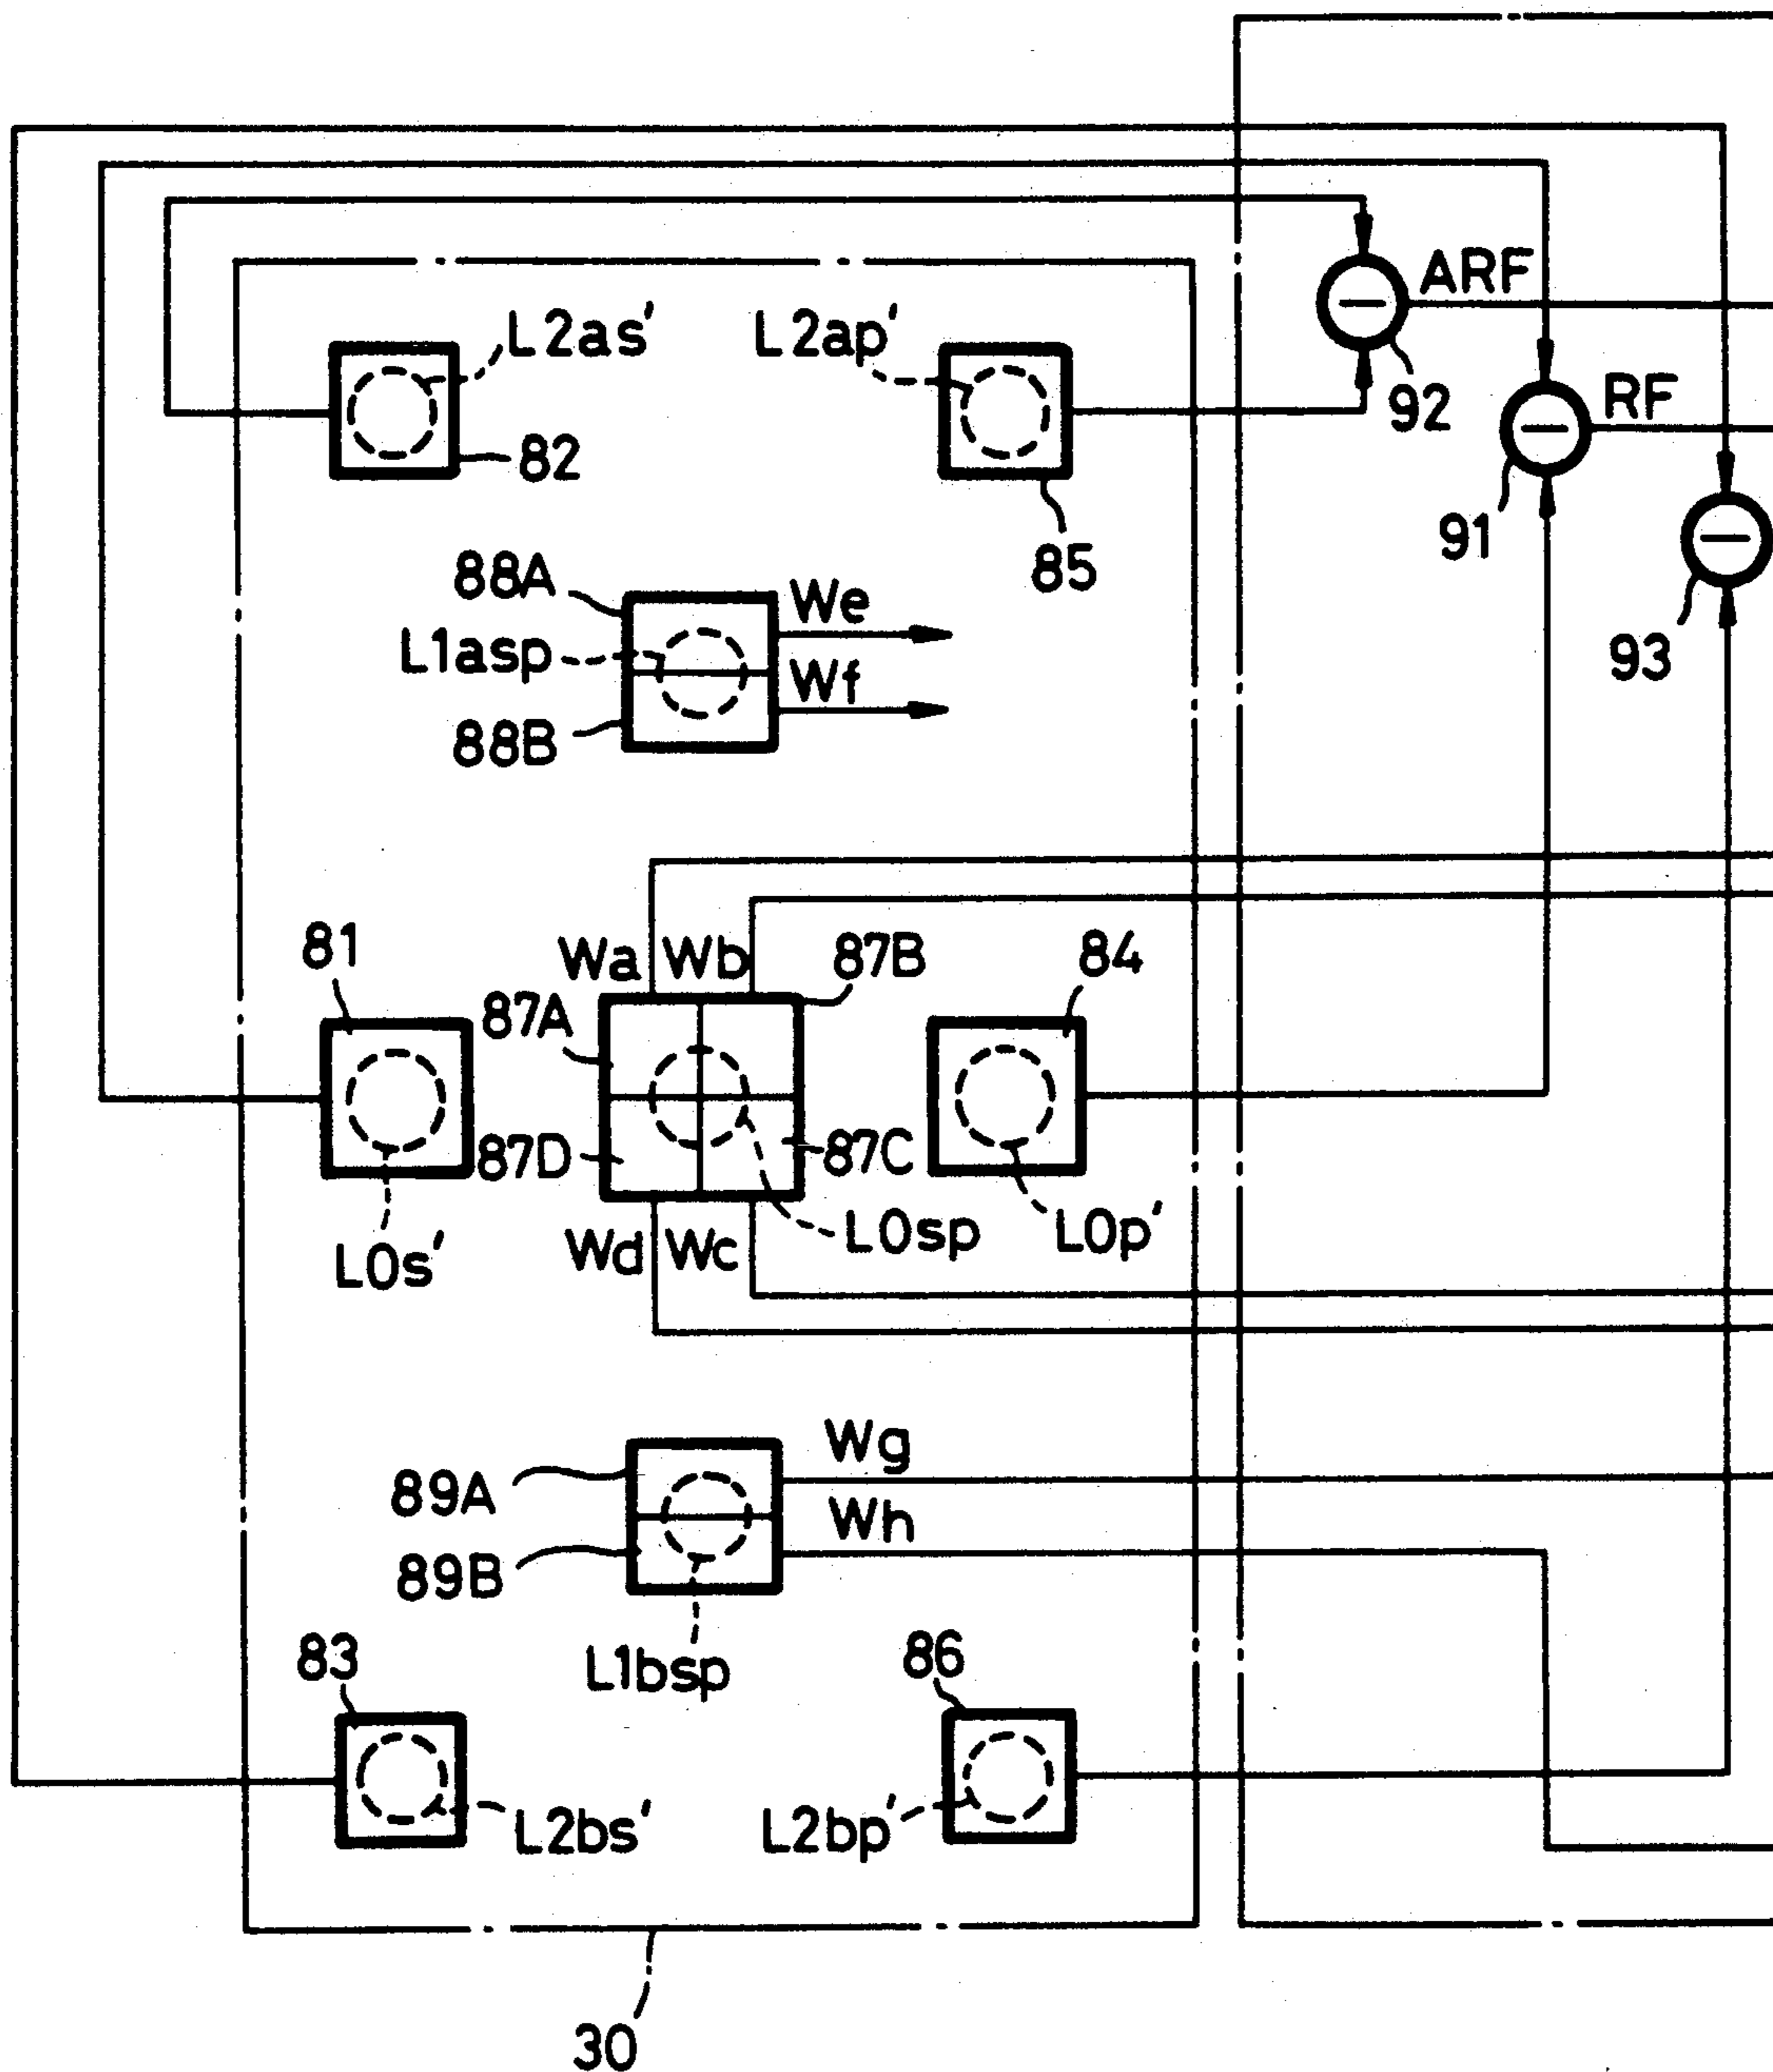 ARF
L2as'
L2ap'
92
RF
82
85
91
93
88A
We
L1asp
Wf
88B
81
Wa
Wb
87B
84
87A
87D
87C
L0s'
Wd
Wc
L0sp
L0p'
Wg
89A
Wh
89B
83
L1bsp
86
L2bs'
L2bp'
30